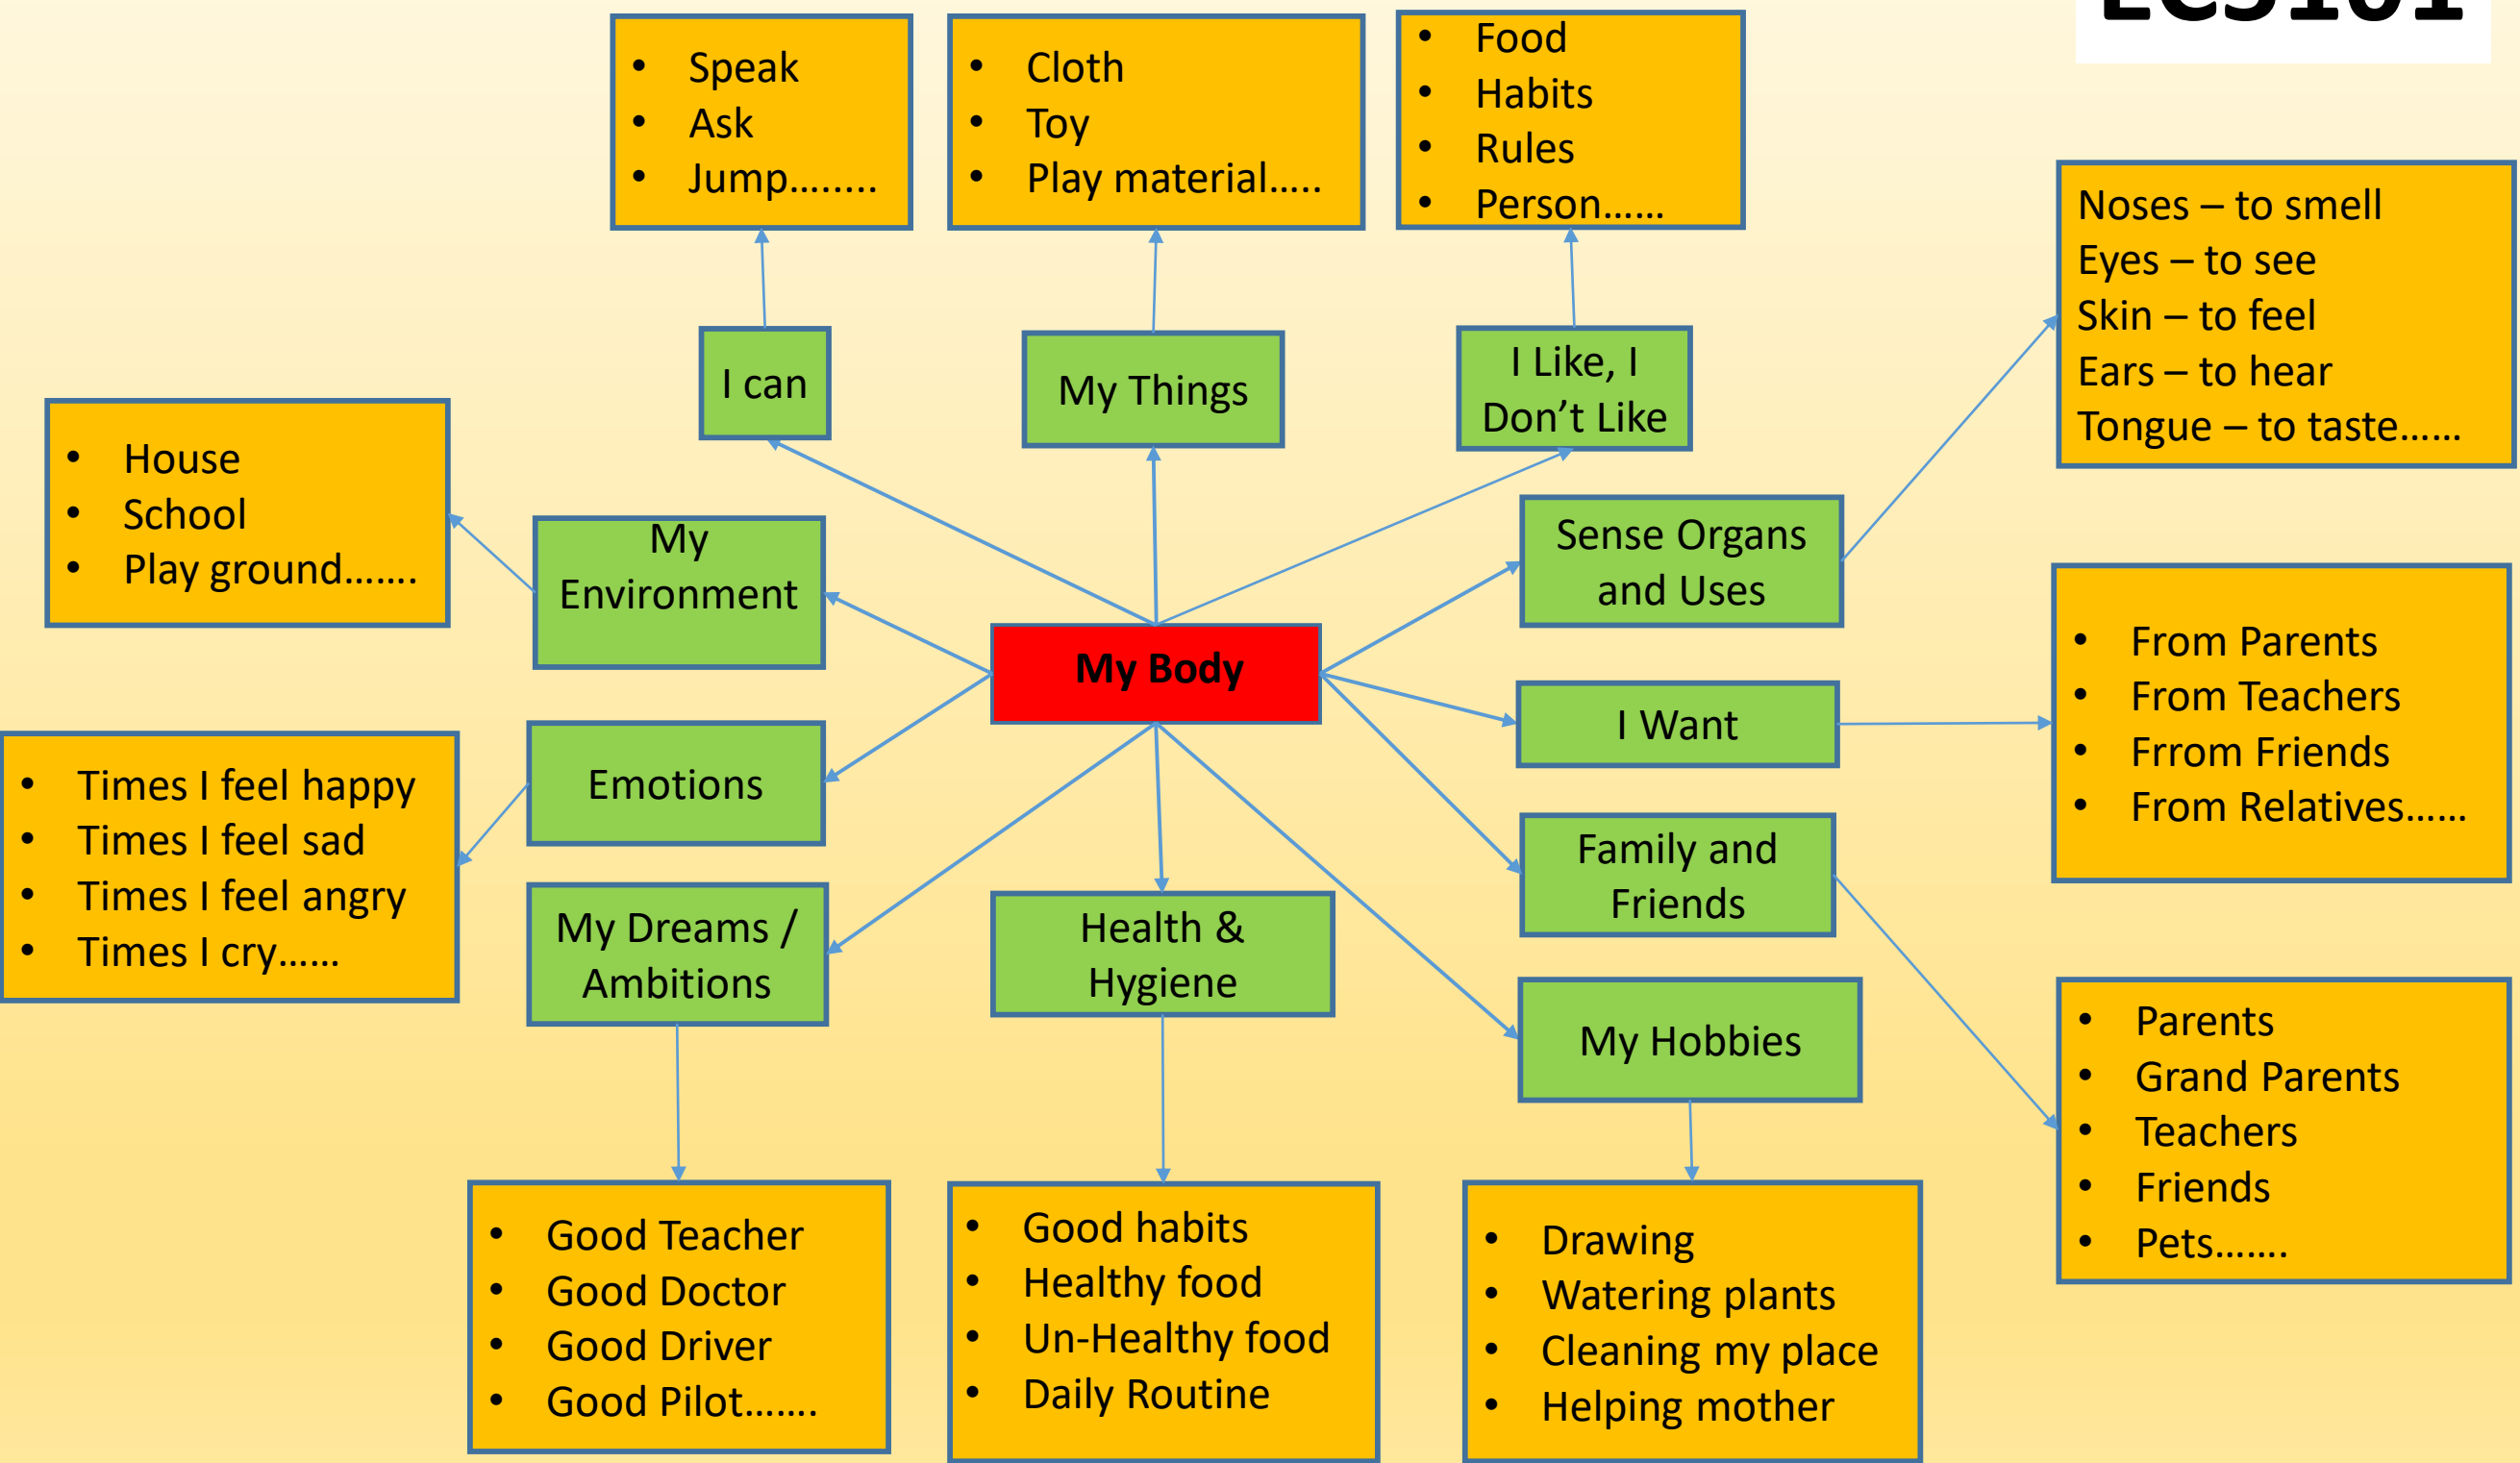 • Speak
• Ask
• Jump........
• Cloth
• Toy
• Play material.....
• Food
• Habits
• Rules
• Person......
Noses – to smell
Eyes – to see
Skin – to feel
Ears – to hear
Tongue – to taste......
I can
My Things
I Like, I
Don’t Like
• House
• School
• Play ground.......
My
Environment
Sense Organs
and Uses
My Body
I Want
• From Parents
• From Teachers
• Frrom Friends
• From Relatives......
Emotions
• Times I feel happy
• Times I feel sad
• Times I feel angry
• Times I cry......
Family and
Friends
My Dreams /
Ambitions
Health &
Hygiene
My Hobbies
• Parents
• Grand Parents
• Teachers
• Friends
• Pets.......
• Good Teacher
• Good Doctor
• Good Driver
• Good Pilot.......
• Good habits
• Healthy food
• Un-Healthy food
• Daily Routine
• Drawing
• Watering plants
• Cleaning my place
• Helping mother